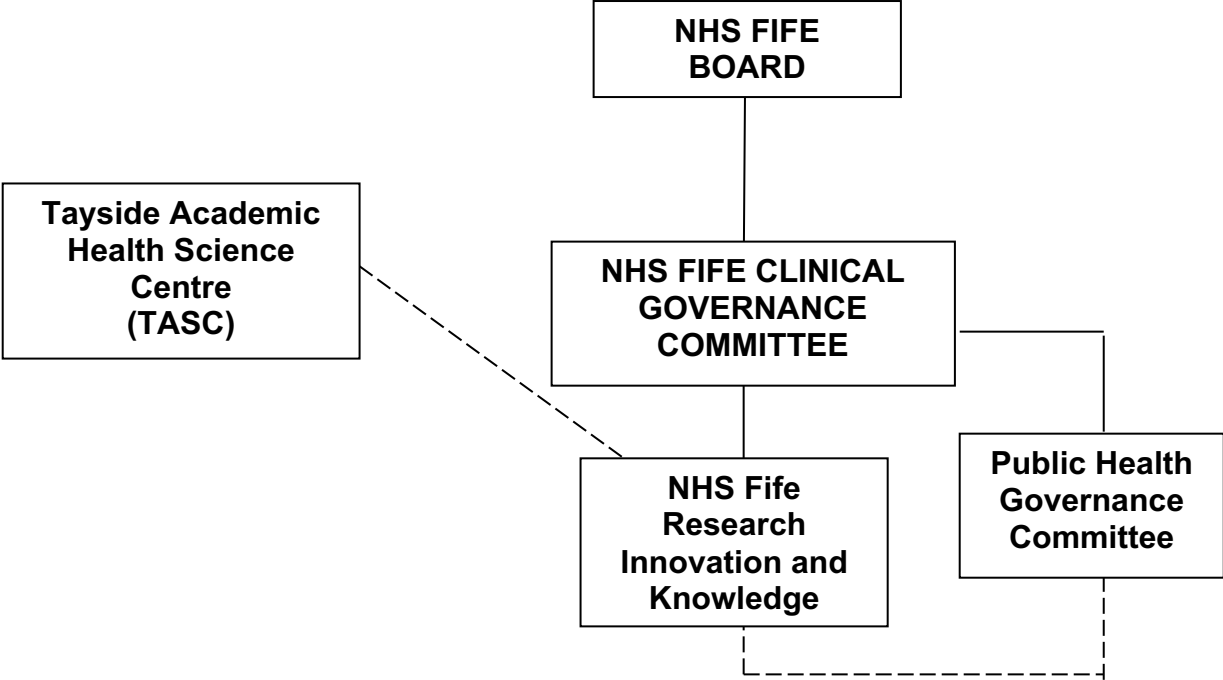 NHS FIFE
BOARD
Tayside Academic
Health Science
Centre
(TASC)
NHS FIFE CLINICAL
GOVERNANCE
COMMITTEE
NHS Fife
Research
Innovation and
Knowledge
Public Health
Governance
Committee